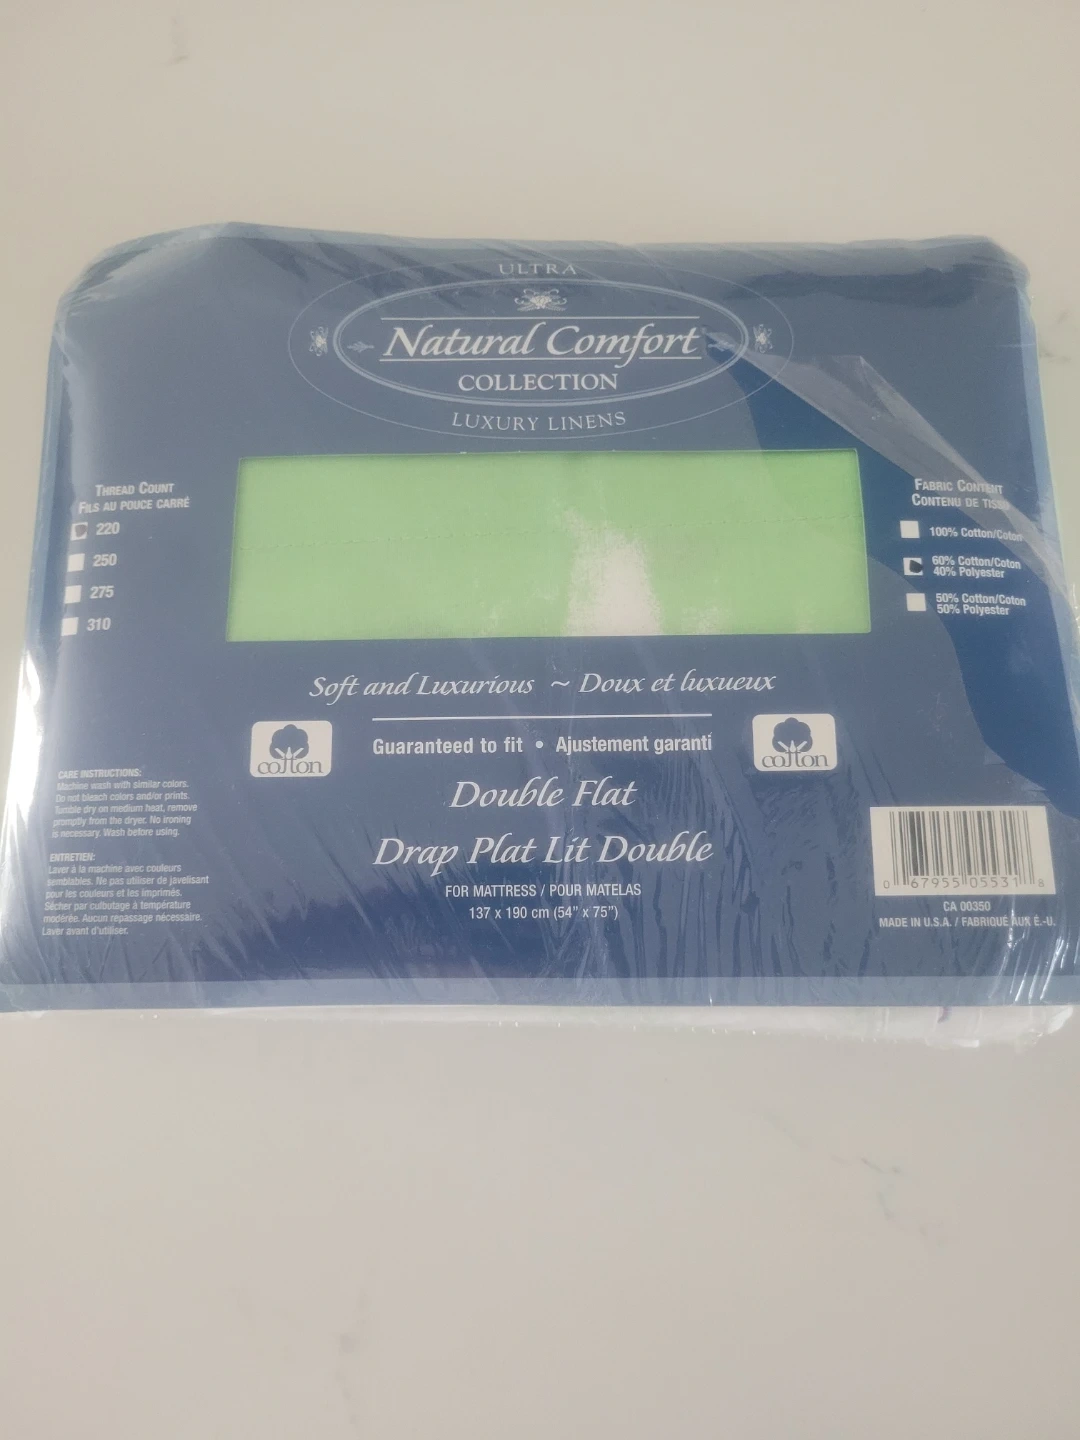 ULTRA
Natural Comfort
COLLECTION
LUXURY LINENS
THREAD COUNT
FILS AU POUCE CARRÉ
220
250
275
310
FABRIC CONTENT
CONTENU DE TISSU
100% Cotton/Coton
60% Cotton/Coton
40% Polyester
50% Cotton/Coton
50% Polyester
Soft and Luxurious ~ Doux et luxueux
cotton
Guaranteed to fit • Ajustement garanti
cotton
Double Flat
Drap Plat Lit Double
FOR MATTRESS / POUR MATELAS
137 x 190 cm (54" x 75")
CARE INSTRUCTIONS:
Machine wash with similar colors.
Do not bleach colors and/or prints.
Tumble dry on medium heat, remove
promptly from the dryer. No ironing
is necessary. Wash before using.
ENTRETIEN:
Laver à la machine avec couleurs
semblables. Ne pas utiliser de javelisant
pour les couleurs et les imprimés.
Sécher par culbutage à température
modérée. Aucun repassage nécessaire.
Laver avant d'utiliser.
0 67955 05531 8
CA 00350
MADE IN U.S.A. / FABRIQUÉ AUX É.-U.